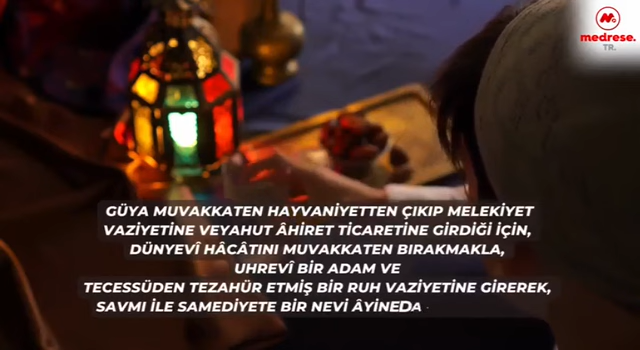 medrese.
TR.
GÜYA MUVAKKATEN HAYVANİYETTEN ÇIKIP MELEKİYET
VAZİYETİNE VEYAHUT ÂHİRET TİCARETİNE GİRDİĞİ İÇİN,
DÜNYEVÎ HÂCÂTINI MUVAKKATEN BIRAKMAKLA,
UHREVÎ BİR ADAM VE
TECESSÜDEN TEZAHÜR ETMİŞ BİR RUH VAZİYETİNE GİREREK,
SAVMI İLE SAMEDİYETE BİR NEVİ ÂYİNEDA